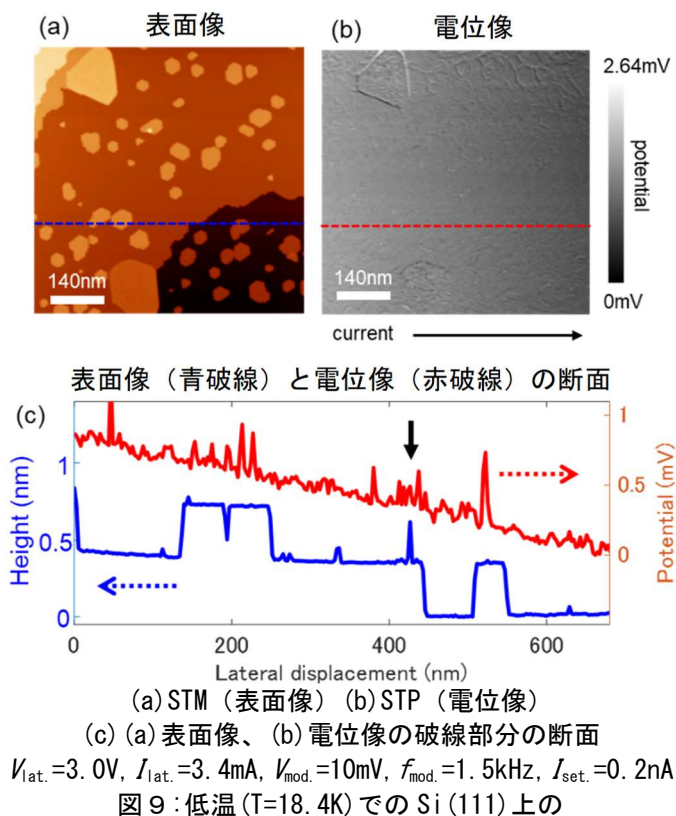 (a) 表面像
(b) 電位像
140nm
140nm
2.64mV
potential
0mV
current
表面像（青破線）と電位像（赤破線）の断面
(c)
Height (nm)
1
0.5
0
1
0.5
0
Potential (mV)
0 200 400 600
Lateral displacement (nm)
(a)STM（表面像）(b)STP（電位像）
(c)(a)表面像、(b)電位像の破線部分の断面
Vlat.=3.0V, Ilat.=3.4mA, Vmod.=10mV, fmod.=1.5kHz, Iset.=0.2nA
図９:低温(T=18.4K)でのSi(111)上の